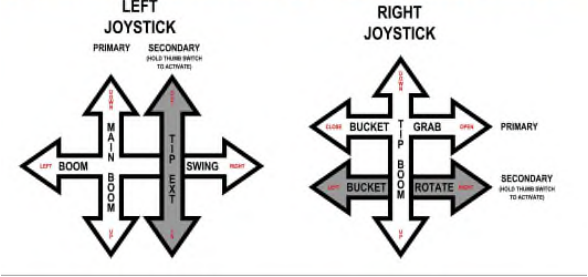 LEFT
JOYSTICK
PRIMARY
SECONDARY
(HOLD THUMB SWITCH
TO ACTIVATE)
DOWN
MAIN BOOM
UP
LEFT BOOM SWING RIGHT
TIP EXT
IN
RIGHT
JOYSTICK
DOWN
TIP BOOM
UP
CLOSE BUCKET GRAB OPEN
PRIMARY
LEFT BUCKET ROTATE RIGHT
SECONDARY
(HOLD THUMB SWITCH
TO ACTIVATE)